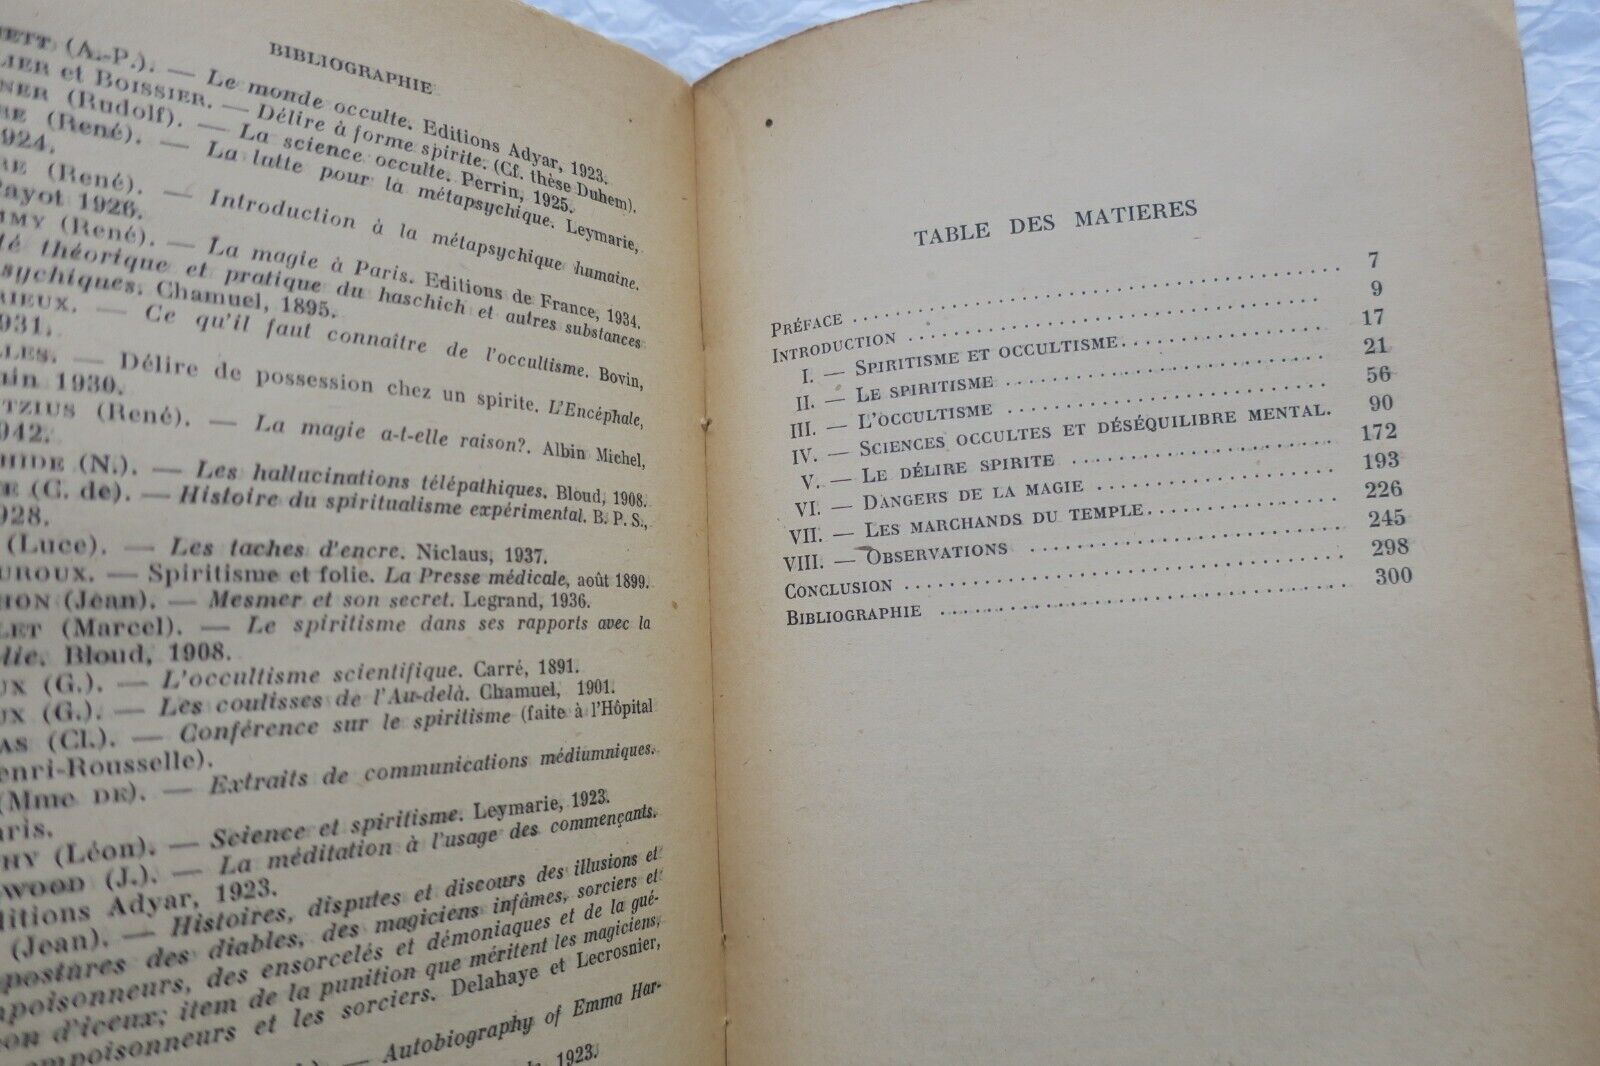 BIBLIOGRAPHIE
(A.-P.). — Le monde occulte. Editions Adyar, 1923.
et BOISSIER. — Délire à forme spirite. (Cf. thèse Duhem).
(Rudolf). — La science occulte. Perrin, 1925.
(René). — La lutte pour la métapsychique. Leymarie,
1924.
(René). — Introduction à la métapsychique humaine.
Payot 1926.
(René). — La magie à Paris. Editions de France, 1934.
théorique et pratique du haschich et autres substances
psychiques. Chamuel, 1895.
— Ce qu'il faut connaître de l'occultisme. Bovin,
1931.
— Délire de possession chez un spirite. L'Encéphale,
1930.
(René). — La magie a-t-elle raison?. Albin Michel,
1942.
(N.). — Les hallucinations télépathiques. Bloud, 1908.
(C. de). — Histoire du spiritualisme expérimental. B. P. S.,
1928.
(Luce). — Les taches d'encre. Niclaus, 1937.
— Spiritisme et folie. La Presse médicale, août 1899.
(Jean). — Mesmer et son secret. Legrand, 1936.
(Marcel). — Le spiritisme dans ses rapports avec la
Bloud, 1908.
(G.). — L'occultisme scientifique. Carré, 1891.
(G.). — Les coulisses de l'Au-delà. Chamuel, 1901.
(Cl.). — Conférence sur le spiritisme (faite à l'Hôpital
Henri-Rousselle).
(Mme DE). — Extraits de communications médiumniques.
Paris.
(Léon). — Science et spiritisme. Leymarie, 1923.
(J.). — La méditation à l'usage des commençants.
Editions Adyar, 1923.
(Jean). — Histoires, disputes et discours des illusions et
des diables, des magiciens infâmes, sorciers et
empoisonneurs, des ensorcelés et démoniaques et de la gué-
d'iceux; item de la punition que méritent les magiciens,
empoisonneurs et les sorciers. Delahaye et Lecrosnier,
— Autobiography of Emma Har-
1923.
TABLE DES MATIERES
PRÉFACE .......... 7
INTRODUCTION .......... 9
I. — SPIRITISME ET OCCULTISME .......... 17
II. — LE SPIRITISME .......... 21
III. — L'OCCULTISME .......... 56
IV. — SCIENCES OCCULTES ET DÉSÉQUILIBRE MENTAL. 90
V. — LE DÉLIRE SPIRITE .......... 172
VI. — DANGERS DE LA MAGIE .......... 193
VII. — LES MARCHANDS DU TEMPLE .......... 226
VIII. — OBSERVATIONS .......... 245
CONCLUSION .......... 298
BIBLIOGRAPHIE .......... 300